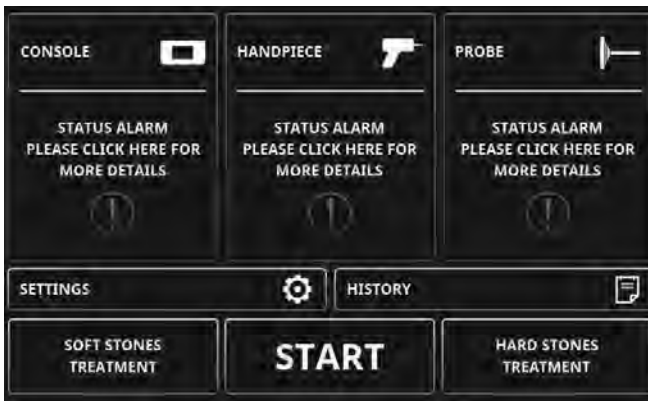 CONSOLE
HANDPIECE
PROBE
STATUS ALARM
PLEASE CLICK HERE FOR
MORE DETAILS
STATUS ALARM
PLEASE CLICK HERE FOR
MORE DETAILS
STATUS ALARM
PLEASE CLICK HERE FOR
MORE DETAILS
SETTINGS
HISTORY
SOFT STONES
TREATMENT
START
HARD STONES
TREATMENT